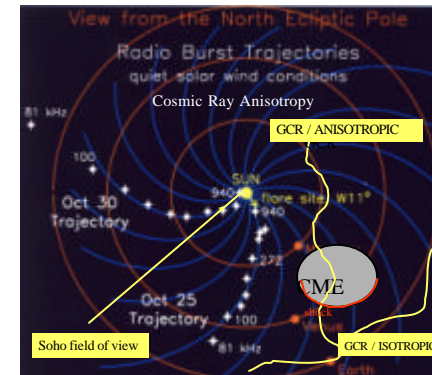 View from the North Ecliptic Pole
Radio Burst Trajectories
quiet solar wind conditions
Cosmic Ray Anisotropy
81 kHz
GCR / ANISOTROPIC
100
SUN
940
flare site: W11°
Oct 30
Trajectory
940
272
CME
shock
Oct 25
Trajectory
100
Venus
Soho field of view
81 kHz
GCR / ISOTROPIC
Earth